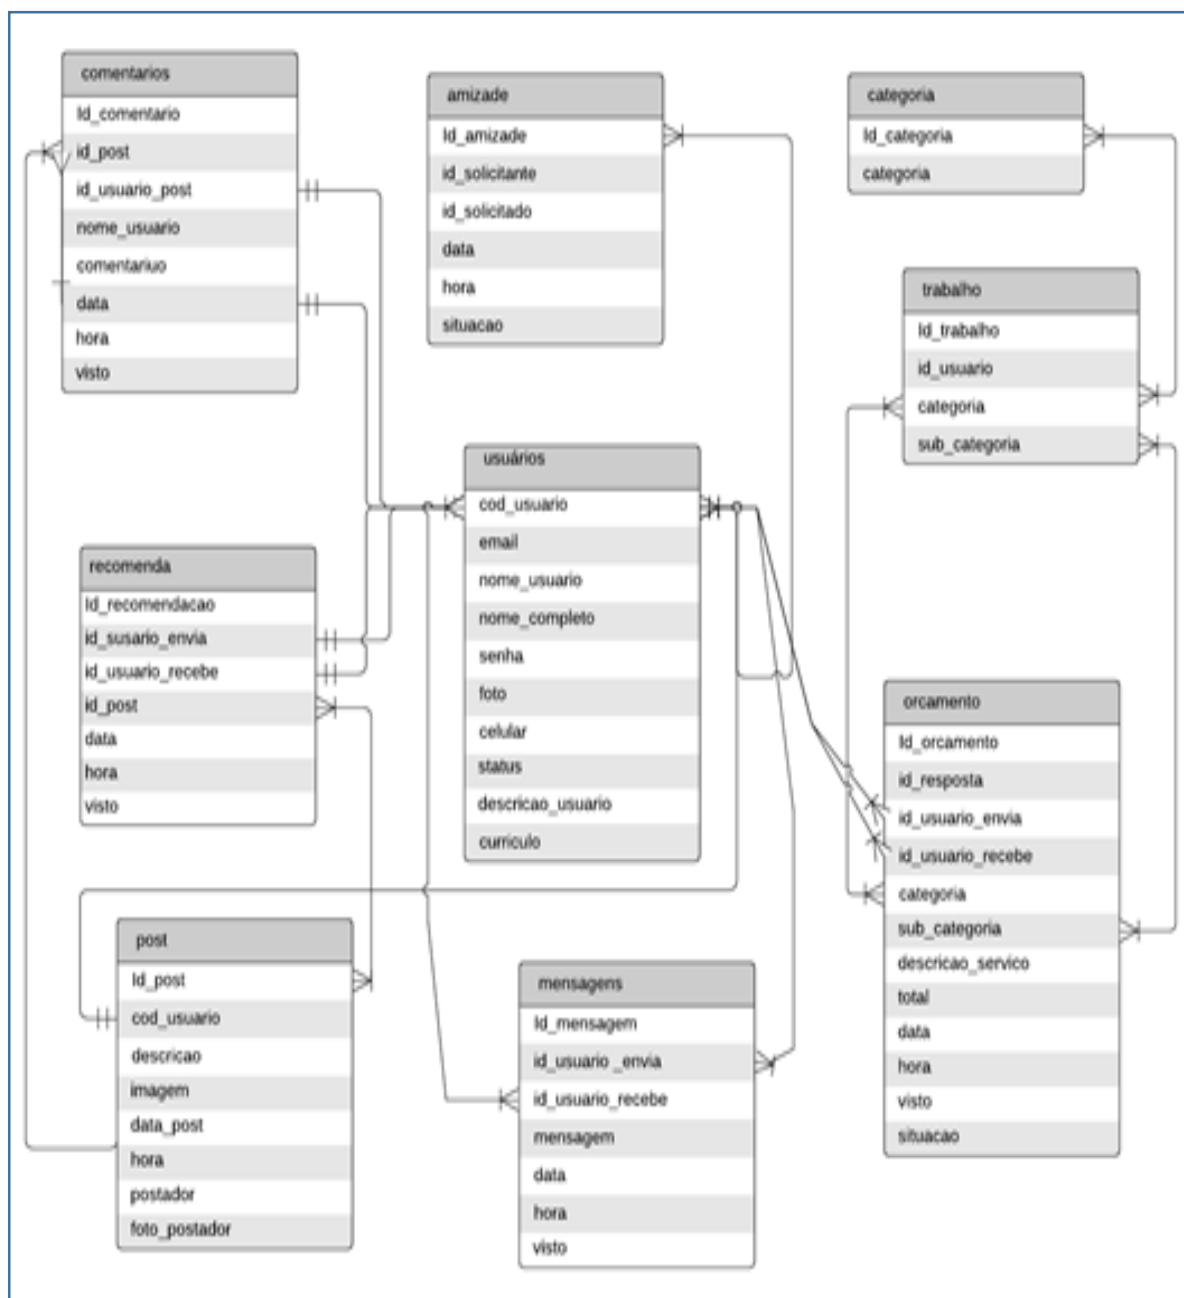 comentarios
Id_comentario
id_post
id_usuario_post
nome_usuario
comentariuo
data
hora
visto
amizade
Id_amizade
id_solicitante
id_solicitado
data
hora
situacao
categoria
Id_categoria
categoria
trabalho
Id_trabalho
id_usuario
categoria
sub_categoria
usuários
cod_usuario
email
nome_usuario
nome_completo
senha
foto
celular
status
descricao_usuario
curriculo
recomenda
Id_recomendacao
id_susario_envia
id_usuario_recebe
id_post
data
hora
visto
orcamento
Id_orcamento
id_resposta
id_usuario_envia
id_usuario_recebe
categoria
sub_categoria
descricao_servico
total
data
hora
visto
situacao
post
Id_post
cod_usuario
descricao
imagem
data_post
hora
postador
foto_postador
mensagens
Id_mensagem
id_usuario _envia
id_usuario_recebe
mensagem
data
hora
visto